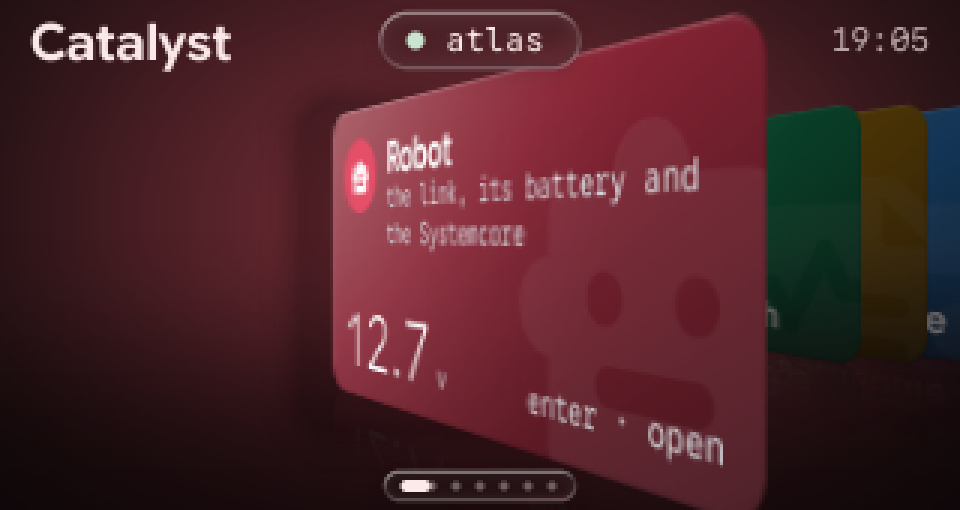 Catalyst
atlas
19:05
Robot
the link, its battery and
the Systemcore
12.7 v
enter · open
h
e